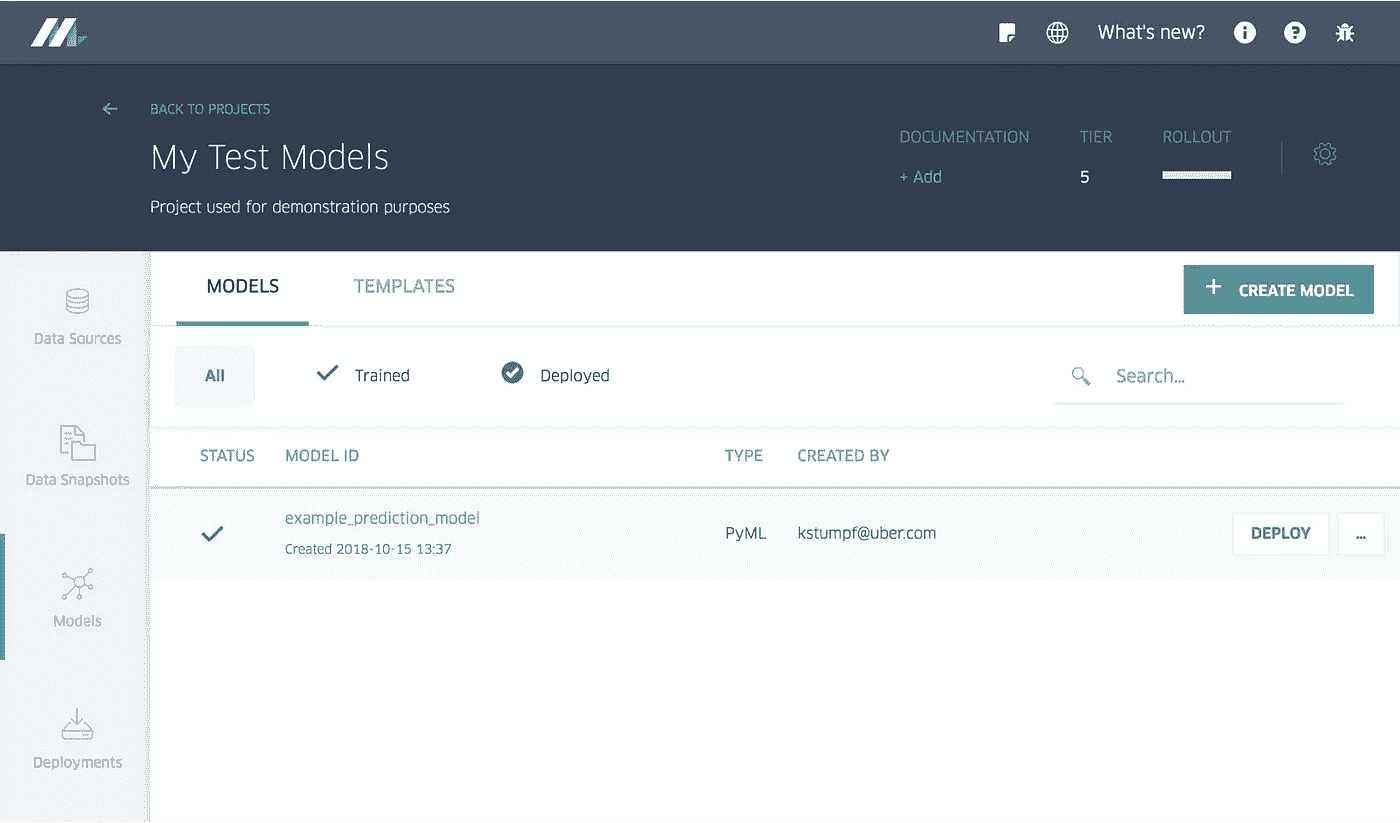 What's new?
BACK TO PROJECTS
My Test Models
Project used for demonstration purposes
DOCUMENTATION TIER ROLLOUT
+ Add 5
MODELS TEMPLATES + CREATE MODEL
Data Sources
All Trained Deployed Search...
STATUS MODEL ID TYPE CREATED BY
Data Snapshots
example_prediction_model
PyML kstumpf@uber.com DEPLOY ...
Created 2018-10-15 13:37
Models
Deployments